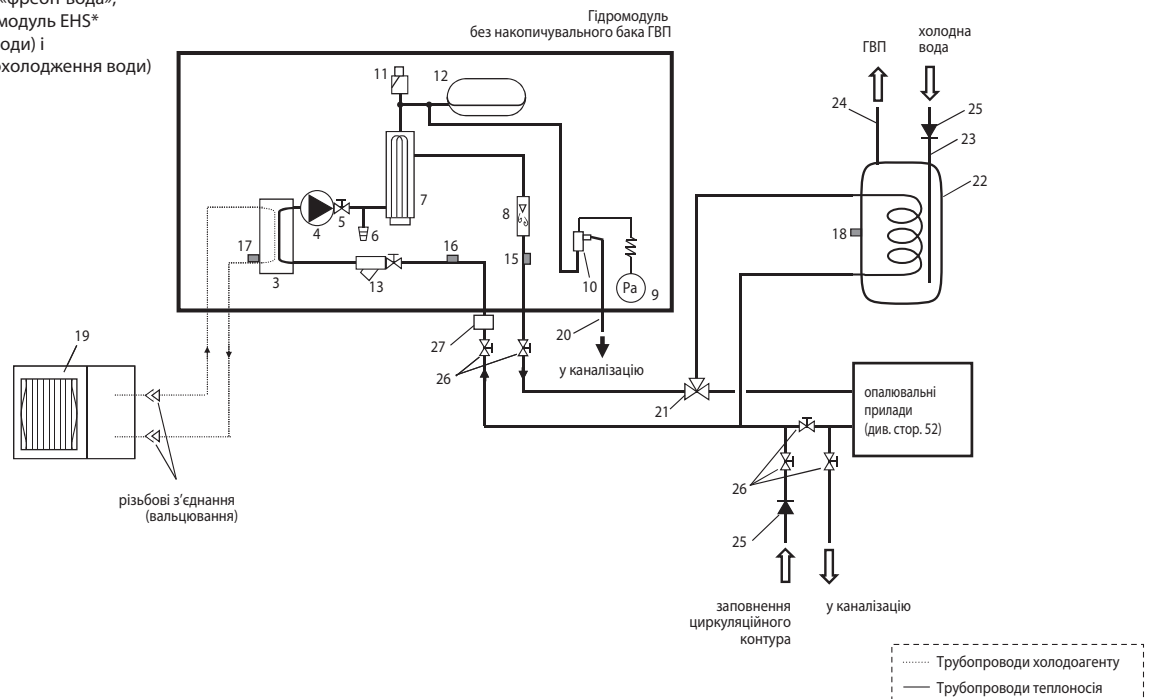 «фреон-вода»,
модуль EHS*
оди) і
охолодження води)
Гідромодуль
без накопичувального бака ГВП
ГВП
холодна
вода
11
12
24
25
23
22
7
8
4
5
6
18
17
16
15
3
13
10
Pa
9
19
27
20
26
у каналізацію
21
опалювальні
прилади
(див. стор. 52)
різьбові з’єднання
(вальцювання)
26
25
заповнення
циркуляційного
контура
у каналізацію
Трубопроводи холодоагенту
Трубопроводи теплоносія